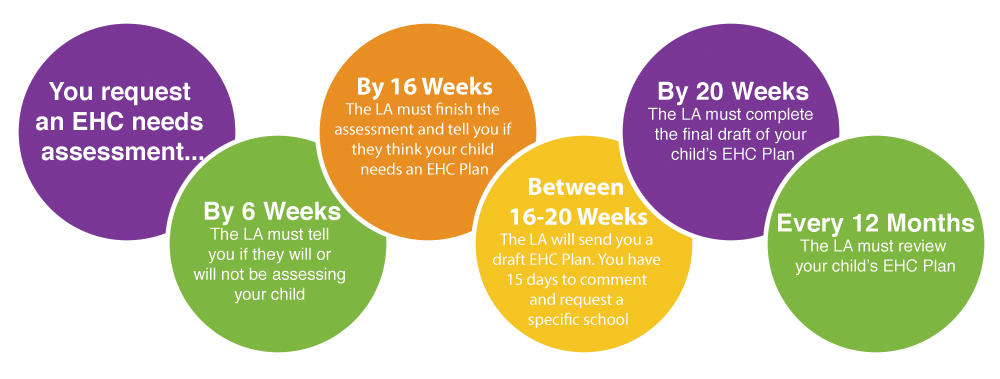 You request
an EHC needs
assessment...
By 6 Weeks
The LA must tell
you if they will or
will not be assessing
your child
By 16 Weeks
The LA must finish the
assessment and tell you if
they think your child
needs an EHC Plan
Between
16-20 Weeks
The LA will send you a
draft EHC Plan. You have
15 days to comment
and request a
specific school
By 20 Weeks
The LA must complete
the final draft of your
child's EHC Plan
Every 12 Months
The LA must review
your child's EHC Plan